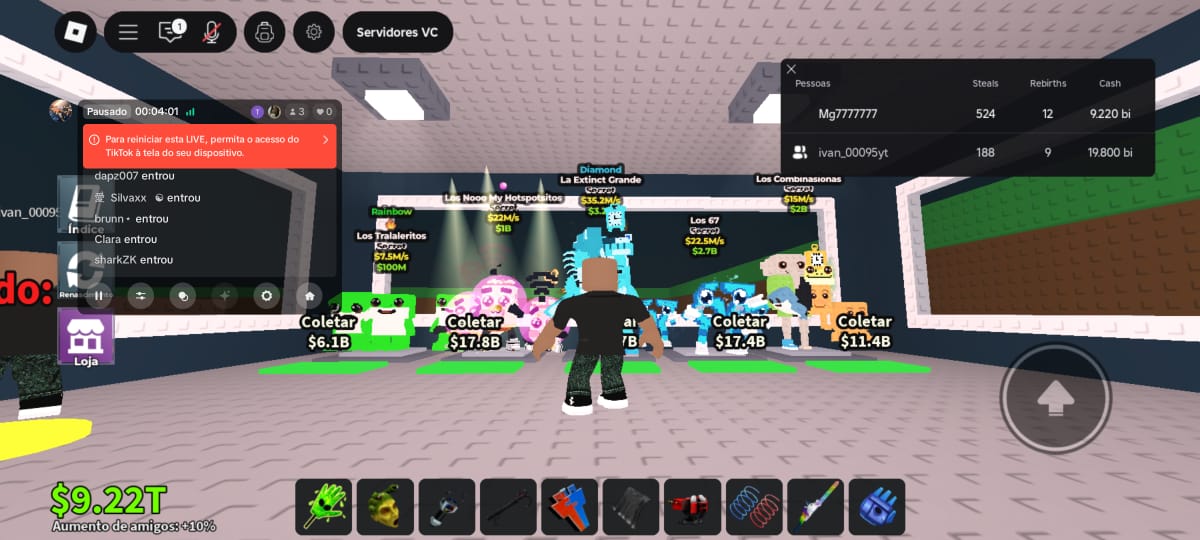 1
Servidores VC
Pausado 00:04:01
T
3
0
Para reiniciar esta LIVE, permita o acesso do
TikTok à tela do seu dispositivo.
dapz007 entrou
Silvaxx entrou
brunn • entrou
Clara entrou
sharkZK entrou
Índice
Loja
do:
Pessoas Steals Rebirths Cash
Mg7777777 524 12 9.220 bi
ivan_00095yt 188 9 19.800 bi
Rainbow
Los Tralaleritos
Secret
$7.5M/s
$100M
Los Nooo My Hotspotsitos
Secret
$22M/s
$1B
Diamond
La Extinct Grande
Secret
$35.2M/s
Los 67
Secret
$22.5M/s
$2.7B
Los Combinasionas
Secret
$15M/s
$2B
Coletar
$6.1B
Coletar
$17.8B
Coletar
$17.4B
Coletar
$11.4B
$9.22T
Aumento de amigos: +10%